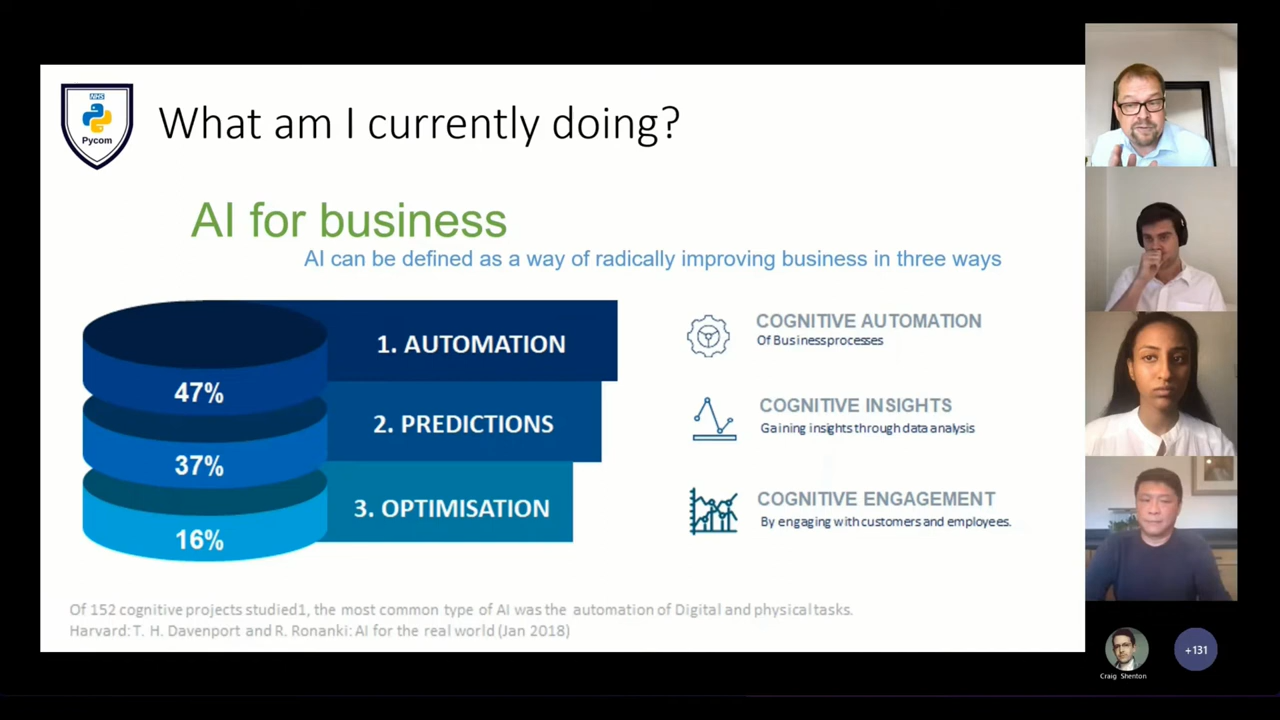 NHS
Pycom
What am I currently doing?
AI for business
AI can be defined as a way of radically improving business in three ways
47%
1. AUTOMATION
COGNITIVE AUTOMATION
Of Business processes
37%
2. PREDICTIONS
COGNITIVE INSIGHTS
Gaining insights through data analysis
16%
3. OPTIMISATION
COGNITIVE ENGAGEMENT
By engaging with customers and employees.
Of 152 cognitive projects studied1, the most common type of AI was the automation of Digital and physical tasks.
Harvard: T. H. Davenport and R. Ronanki: AI for the real world (Jan 2018)
Craig Shenton
+131